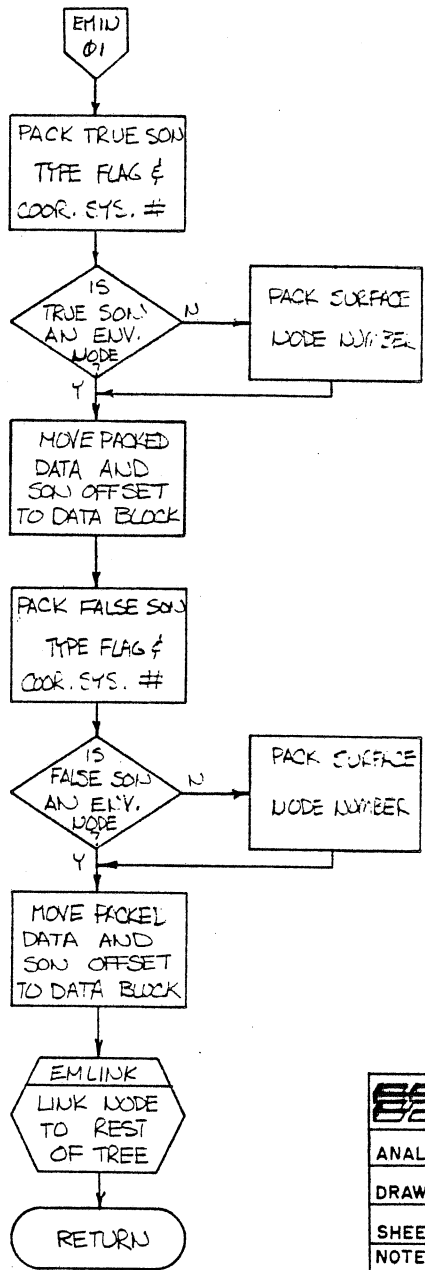 EMIN
01
PACK TRUE SON
TYPE FLAG &
COOR. SYS. #
IS
TRUE SON
AN ENV.
NODE
?
N
PACK SURFACE
NODE NUMBER
Y
MOVE PACKED
DATA AND
SON OFFSET
TO DATA BLOCK
PACK FALSE SON
TYPE FLAG &
COOR. SYS. #
IS
FALSE SON
AN ENV.
NODE
?
N
PACK SURFACE
NODE NUMBER
Y
MOVE PACKED
DATA AND
SON OFFSET
TO DATA BLOCK
EMLINK
LINK NODE
TO REST
OF TREE
RETURN
ANAL
DRAW
SHEE
NOTE